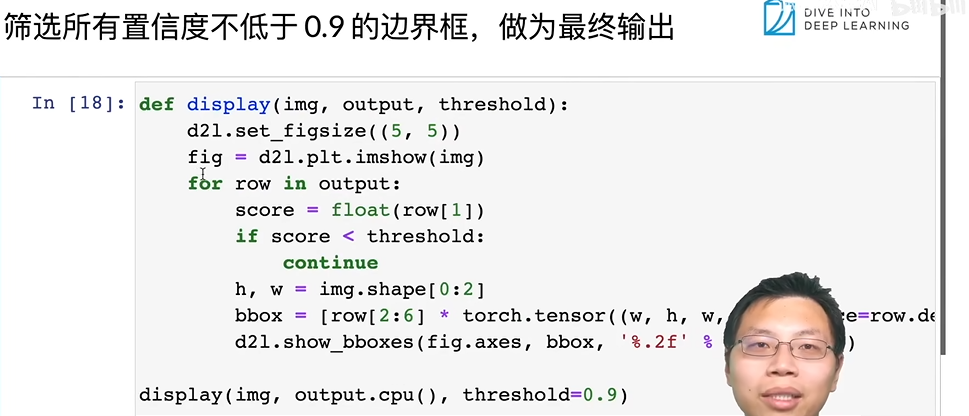 筛选所有置信度不低于 0.9 的边界框，做为最终输出
DIVE INTO
DEEP LEARNING
In [18]:
def display(img, output, threshold):
d2l.set_figsize((5, 5))
fig = d2l.plt.imshow(img)
for row in output:
score = float(row[1])
if score < threshold:
continue
h, w = img.shape[0:2]
bbox = [row[2:6] * torch.tensor((w, h, w, ce=row.de
d2l.show_bboxes(fig.axes, bbox, '%.2f' % )
display(img, output.cpu(), threshold=0.9)